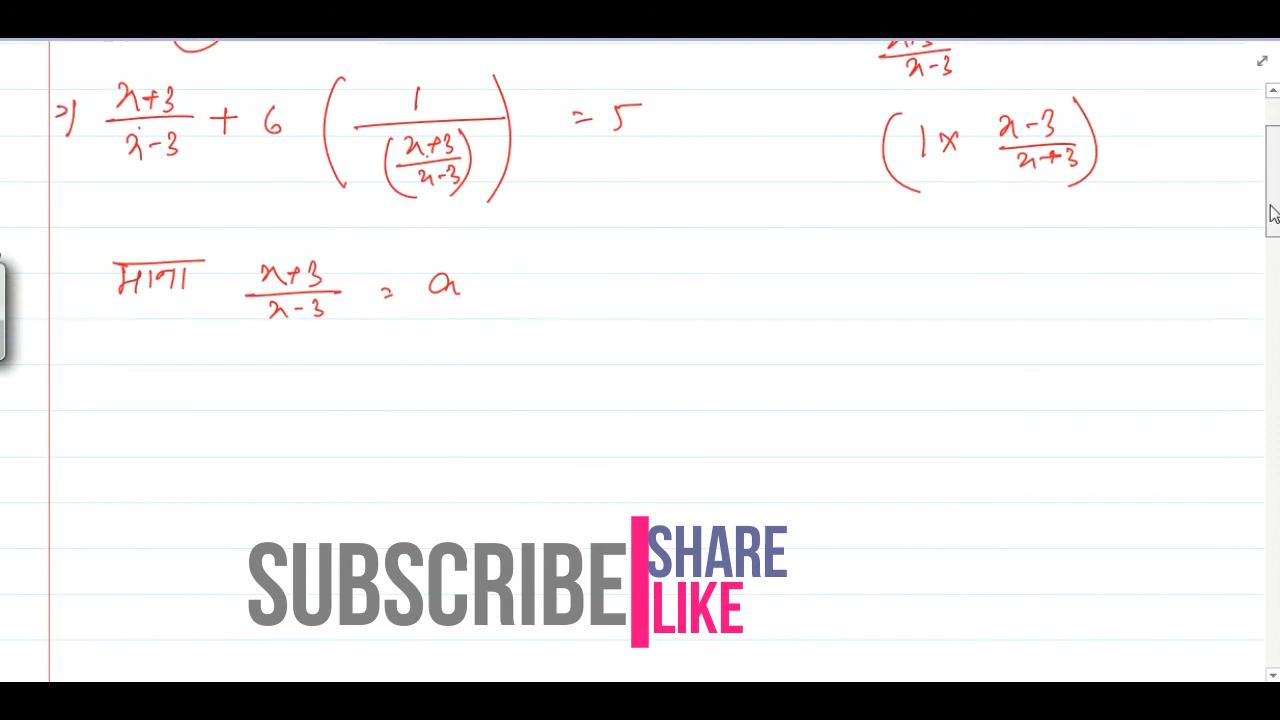 x+3
x-3
⇒) x+3/x-3 + 6 (1/(x+3/x-3)) = 5
(1 × x-3/x+3)
माना x+3/x-3 = a
SUBSCRIBE
SHARE
LIKE